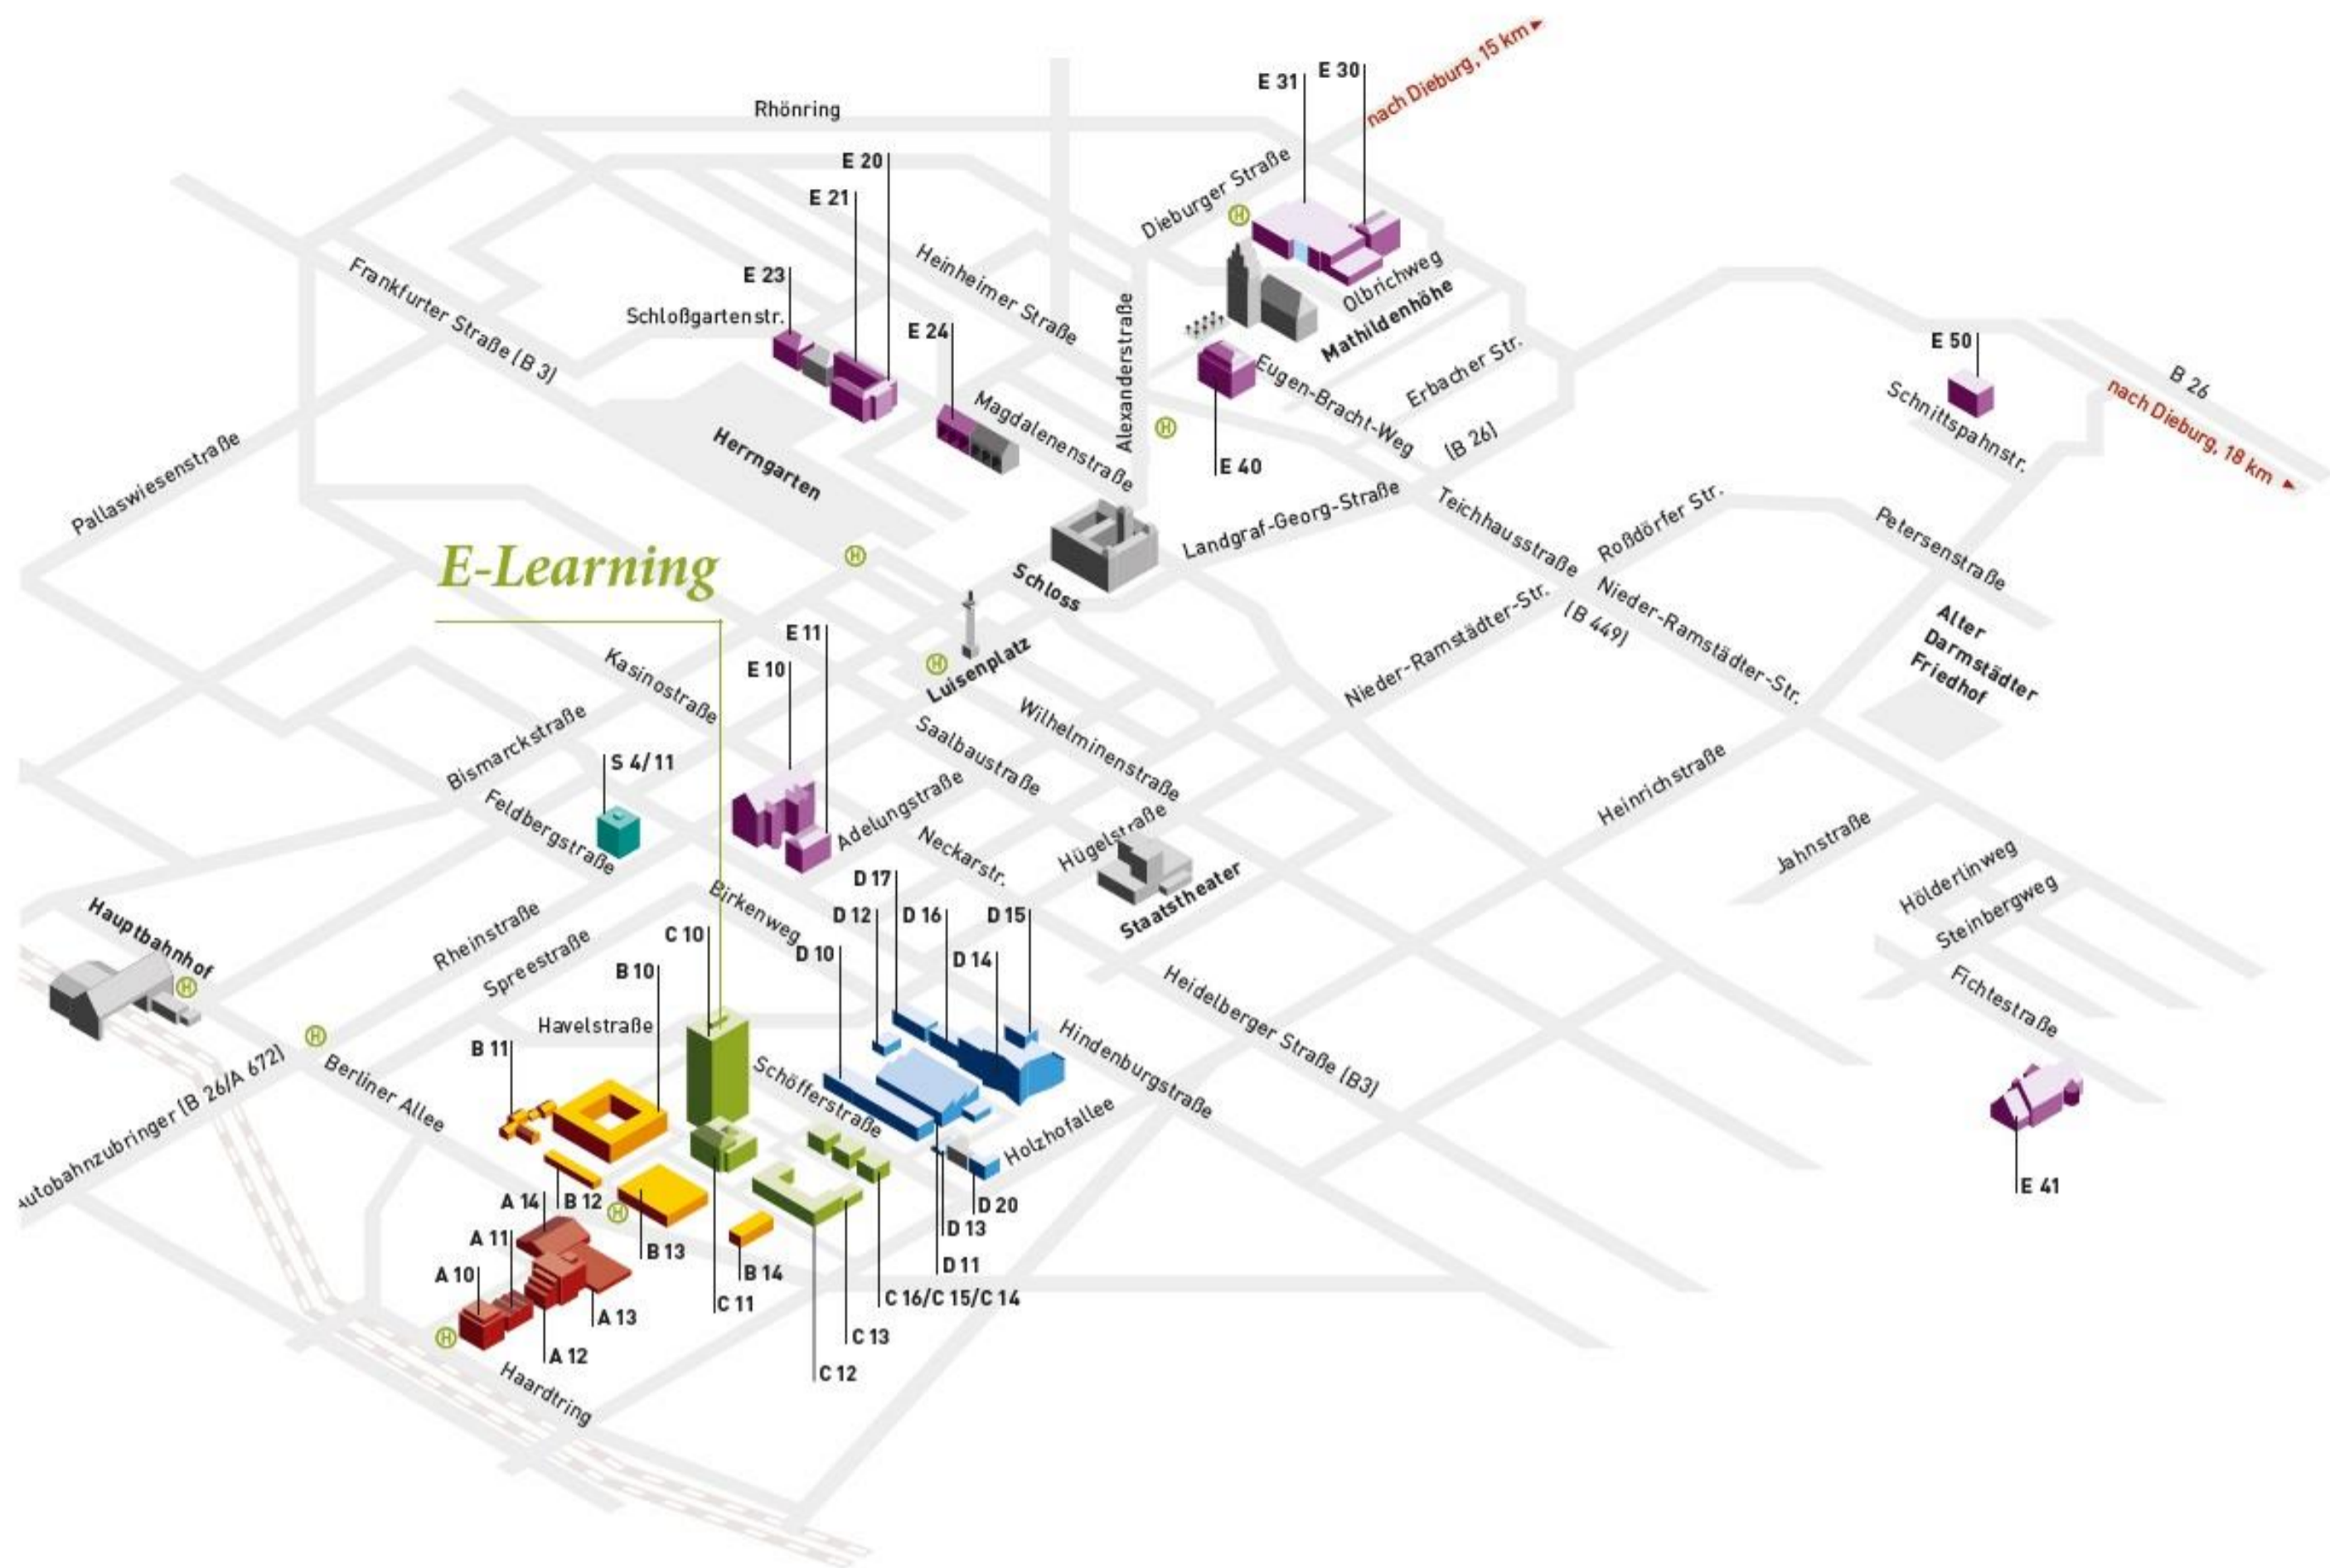 nach Dieburg, 15 km
E 31
E 30
Rhönring
E 20
E 21
Dieburger Straße
Heinheimer Straße
Frankfurter Straße (B 3)
E 23
Schloßgartenstr.
E 24
Alexanderstraße
Olbrichweg
Mathildenhöhe
Erbacher Str.
E 50
B 26
nach Dieburg, 18 km
Schnittspahnstr.
Magdalenenstraße
Eugen-Bracht-Weg
(B 26)
E 40
Pallaswiesenstraße
Herrngarten
Landgraf-Georg-Straße
Teichhausstraße
Roßdörfer Str.
Petersenstraße
E-Learning
H
H
H
H
Schloss
Nieder-Ramstädter-Str.
Nieder-Ramstädter-Str.
(B 449)
Alter
Darmstädter
Friedhof
E 11
E 10
Luisenplatz
Kasinostraße
Bismarckstraße
Saalbaustraße
Wilhelminenstraße
S 4/11
Feldbergstraße
Adelungstraße
Neckarstr.
Hügelstraße
Heinrichstraße
Jahnstraße
Hölderlinweg
Steinbergweg
Fichtestraße
Staatstheater
Hauptbahnhof
H
Rheinstraße
Spreestraße
Birkenweg
D 17
D 12
D 16
D 15
D 10
D 14
C 10
B 10
Havelstraße
B 11
H
Berliner Allee
Autobahnzubringer (B 26/A 672)
Schöfferstraße
Hindenburgstraße
Heidelberger Straße (B3)
Holzhofallee
A 14
B 12
H
A 11
B 13
A 10
B 14
D 20
D 13
D 11
C 16/C 15/C 14
C 11
A 13
C 13
A 12
C 12
H
Haardtring
E 41